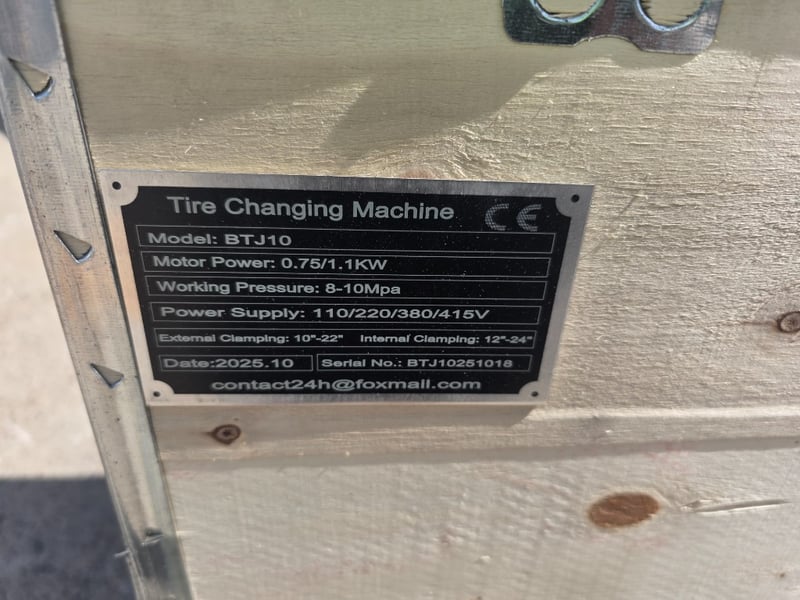 Tire Changing Machine CE
Model: BTJ10
Motor Power: 0.75/1.1KW
Working Pressure: 8-10Mpa
Power Supply: 110/220/380/415V
External Clamping: 10"-22" Internal Clamping: 12"-24"
Date:2025.10 Serial No.: BTJ10251018
contact24h@foxmail.com